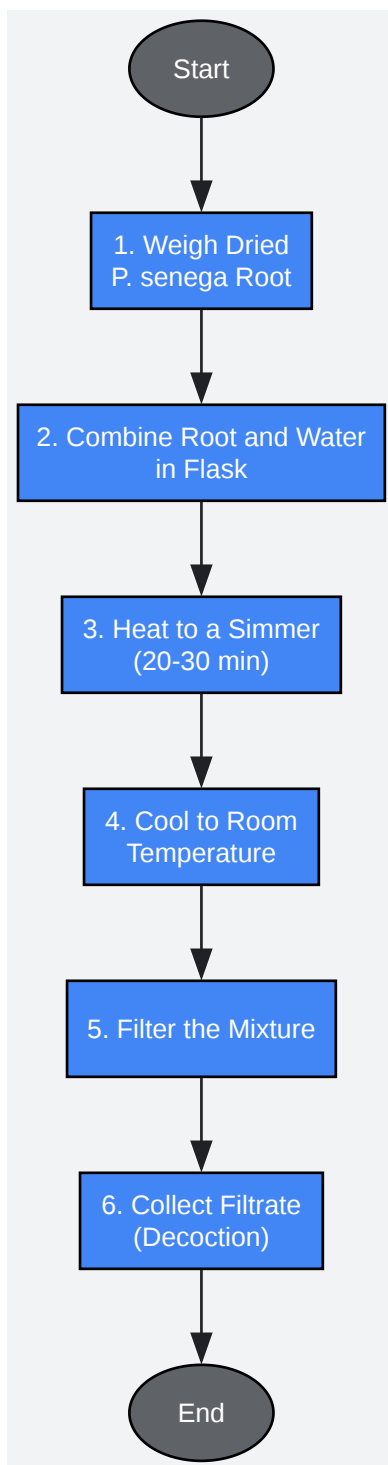 Start
1. Weigh Dried
P. senega Root
2. Combine Root and Water
in Flask
3. Heat to a Simmer
(20-30 min)
4. Cool to Room
Temperature
5. Filter the Mixture
6. Collect Filtrate
(Decoction)
End